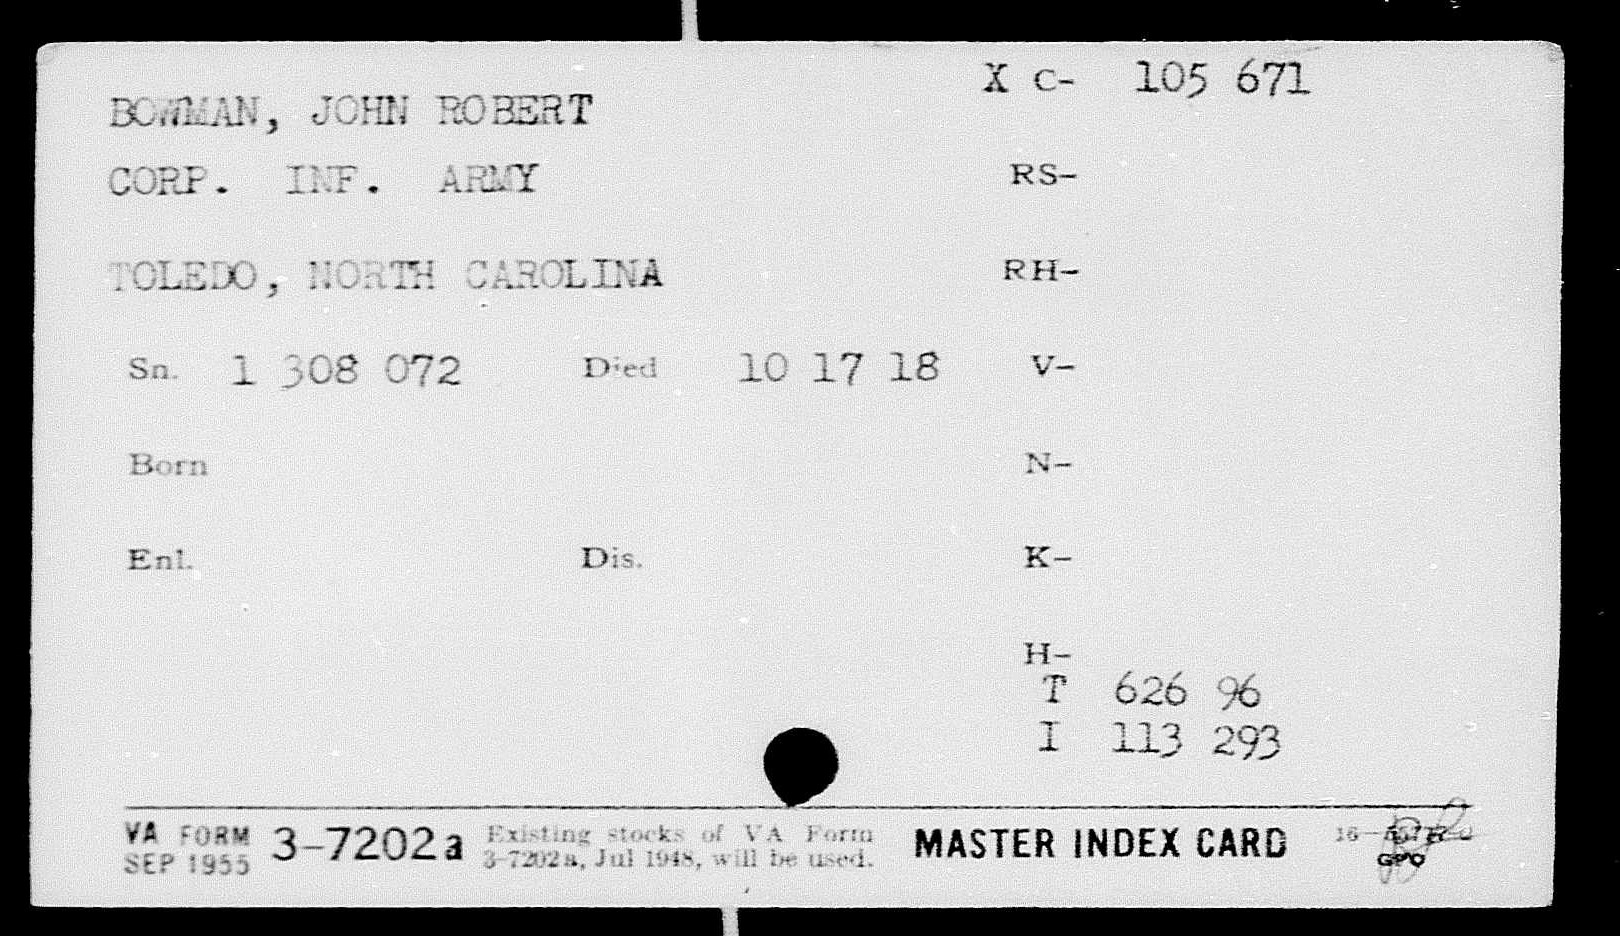 X C- 105 671
BOWMAN, JOHN ROBERT
CORP. INF. ARMY
RS-
TOLEDO, NORTH CAROLINA
RH-
Sn. 1 308 072 Died 10 17 18 V-
Born N-
Enl. Dis. K-
H-
T 626 96
I 113 293
VA FORM
SEP 1955
3-7202a
Existing stocks of VA Form
3-7202a, Jul 1948, will be used.
MASTER INDEX CARD
GPO